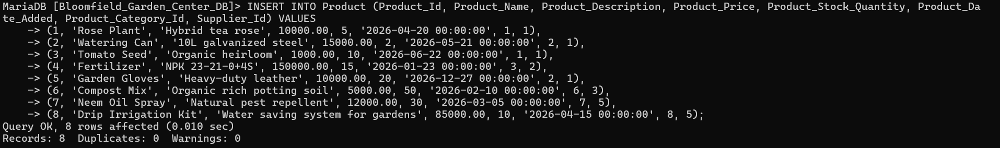 MariaDB [Bloomfield_Garden_Center_DB]> INSERT INTO Product (Product_Id, Product_Name, Product_Description, Product_Price, Product_Stock_Quantity, Product_Da
te_Added, Product_Category_Id, Supplier_Id) VALUES
    -> (1, 'Rose Plant', 'Hybrid tea rose', 10000.00, 5, '2026-04-20 00:00:00', 1, 1),
    -> (2, 'Watering Can', '10L galvanized steel', 15000.00, 2, '2026-05-21 00:00:00', 2, 1),
    -> (3, 'Tomato Seed', 'Organic heirloom', 1000.00, 10, '2026-06-22 00:00:00', 1, 1),
    -> (4, 'Fertilizer', 'NPK 23-21-0+4S', 150000.00, 15, '2026-01-23 00:00:00', 3, 2),
    -> (5, 'Garden Gloves', 'Heavy-duty leather', 10000.00, 20, '2026-12-27 00:00:00', 2, 1),
    -> (6, 'Compost Mix', 'Organic rich potting soil', 5000.00, 50, '2026-02-10 00:00:00', 6, 3),
    -> (7, 'Neem Oil Spray', 'Natural pest repellent', 12000.00, 30, '2026-03-05 00:00:00', 7, 5),
    -> (8, 'Drip Irrigation Kit', 'Water saving system for gardens', 85000.00, 10, '2026-04-15 00:00:00', 8, 5);
Query OK, 8 rows affected (0.010 sec)
Records: 8  Duplicates: 0  Warnings: 0